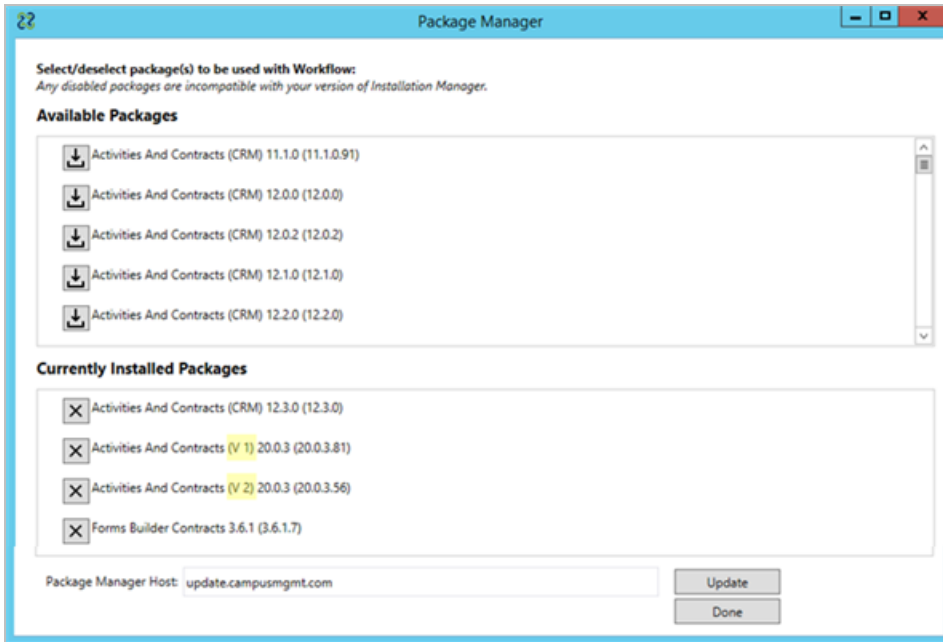 Package Manager
Select/deselect package(s) to be used with Workflow:
Any disabled packages are incompatible with your version of Installation Manager.
Available Packages
Activities And Contracts (CRM) 11.1.0 (11.1.0.91)
Activities And Contracts (CRM) 12.0.0 (12.0.0)
Activities And Contracts (CRM) 12.0.2 (12.0.2)
Activities And Contracts (CRM) 12.1.0 (12.1.0)
Activities And Contracts (CRM) 12.2.0 (12.2.0)
Currently Installed Packages
Activities And Contracts (CRM) 12.3.0 (12.3.0)
Activities And Contracts (V 1) 20.0.3 (20.0.3.81)
Activities And Contracts (V 2) 20.0.3 (20.0.3.56)
Forms Builder Contracts 3.6.1 (3.6.1.7)
Package Manager Host: update.campusmgmt.com
Update
Done